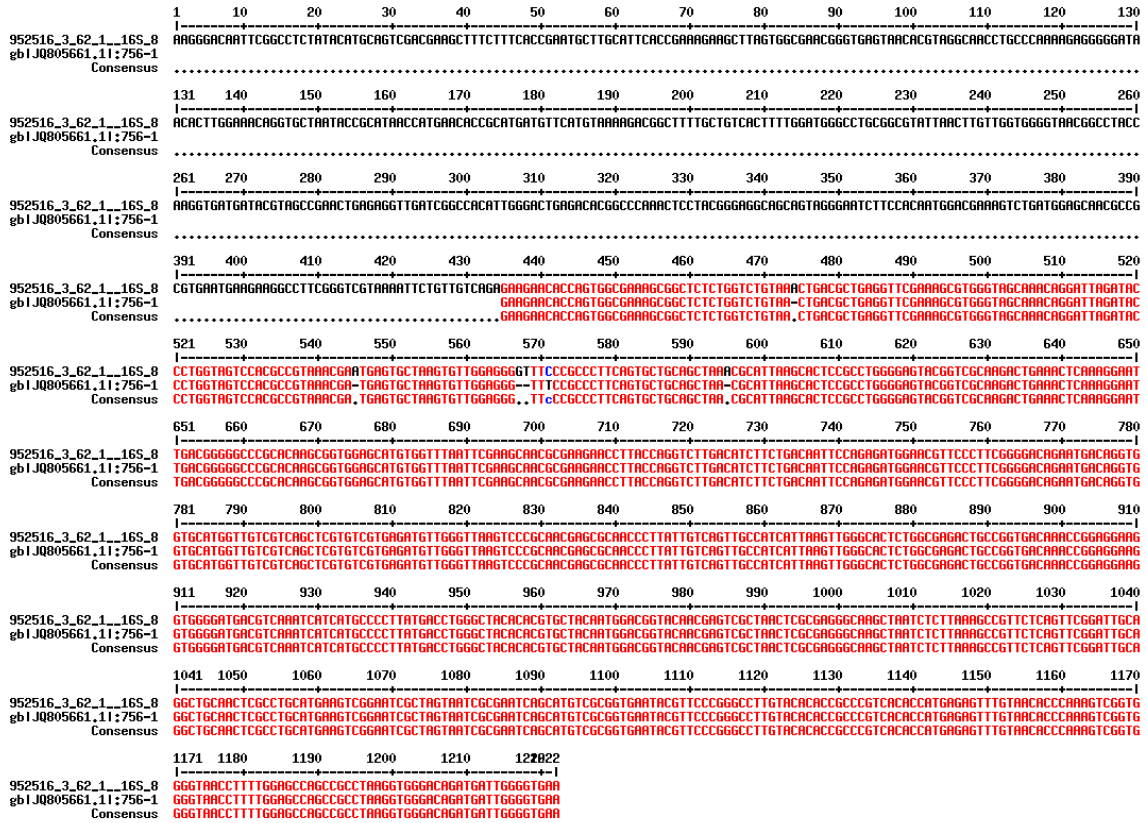 1 10 20 30 40 50 60 70 80 90 100 110 120 130
|--------+---------+---------+---------+---------+---------+---------+---------+---------+---------+---------+---------+---------|
952516_3_62_1__16S_8 AAGGGACAATTCGGCCTCTATACATGCAGTCGACGAAGCTTTCTTTCACCGAATGCTTGCATTCACCGAAAGAAGCTTAGTGGCGAACGGGTGAGTAACACGTAGGCAACCTGCCCAAAAGAGGGGGATA
gb|JQ805661.1|:756-1
Consensus ..................................................................................................................................
131 140 150 160 170 180 190 200 210 220 230 240 250 260
|--------+---------+---------+---------+---------+---------+---------+---------+---------+---------+---------+---------+---------|
952516_3_62_1__16S_8 ACACTTGGAAACAGGTGCTAATACCGCATAACCATGAACACCGCATGATGTTCATGTAAAAGACGGCTTTTGCTGTCACTTTTGGATGGGCCTGCGGCGTATTAACTTGTTGGTGGGGTAACGGCCTACC
gb|JQ805661.1|:756-1
Consensus ..................................................................................................................................
261 270 280 290 300 310 320 330 340 350 360 370 380 390
|--------+---------+---------+---------+---------+---------+---------+---------+---------+---------+---------+---------+---------|
952516_3_62_1__16S_8 AAGGTGATGATACGTAGCCGAACTGAGAGGTTGATCGGCCACATTGGGACTGAGACACGGCCCAAACTCCTACGGGAGGCAGCAGTAGGGAATCTTCCACAATGGACGAAAGTCTGATGGAGCAACGCCG
gb|JQ805661.1|:756-1
Consensus ..................................................................................................................................
391 400 410 420 430 440 450 460 470 480 490 500 510 520
|--------+---------+---------+---------+---------+---------+---------+---------+---------+---------+---------+---------+---------|
952516_3_62_1__16S_8 CGTGAATGAAGAAGGCCTTCGGGTCGTAAAATTCTGTTGTCAGAGAAGAACACCAGTGGCGAAAGCGGCTCTCTGGTCTGTAAACTGACGCTGAGGTTCGAAAGCGTGGGTAGCAAACAGGATTAGATAC
gb|JQ805661.1|:756-1 GAAGAACACCAGTGGCGAAAGCGGCTCTCTGGTCTGTAA-CTGACGCTGAGGTTCGAAAGCGTGGGTAGCAAACAGGATTAGATAC
Consensus ............................................GAAGAACACCAGTGGCGAAAGCGGCTCTCTGGTCTGTAA.CTGACGCTGAGGTTCGAAAGCGTGGGTAGCAAACAGGATTAGATAC
521 530 540 550 560 570 580 590 600 610 620 630 640 650
|--------+---------+---------+---------+---------+---------+---------+---------+---------+---------+---------+---------+---------|
952516_3_62_1__16S_8 CCTGGTAGTCCACGCCGTAAACGAATGAGTGCTAAGTGTTGGAGGGGTTTCCCGCCCTTCAGTGCTGCAGCTAAACGCATTAAGCACTCCGCCTGGGGAGTACGGTCGCAAGACTGAAACTCAAAGGAAT
gb|JQ805661.1|:756-1 CCTGGTAGTCCACGCCGTAAACGA-TGAGTGCTAAGTGTTGGAGGG--TTTCCGCCCTTCAGTGCTGCAGCTAA-CGCATTAAGCACTCCGCCTGGGGAGTACGGTCGCAAGACTGAAACTCAAAGGAAT
Consensus CCTGGTAGTCCACGCCGTAAACGA.TGAGTGCTAAGTGTTGGAGGG..TTcCCGCCCTTCAGTGCTGCAGCTAA.CGCATTAAGCACTCCGCCTGGGGAGTACGGTCGCAAGACTGAAACTCAAAGGAAT
651 660 670 680 690 700 710 720 730 740 750 760 770 780
|--------+---------+---------+---------+---------+---------+---------+---------+---------+---------+---------+---------+---------|
952516_3_62_1__16S_8 TGACGGGGGCCCGCACAAGCGGTGGAGCATGTGGTTTAATTCGAAGCAACGCGAAGAACCTTACCAGGTCTTGACATCTTCTGACAATTCCAGAGATGGAACGTTCCCTTCGGGGACAGAATGACAGGTG
gb|JQ805661.1|:756-1 TGACGGGGGCCCGCACAAGCGGTGGAGCATGTGGTTTAATTCGAAGCAACGCGAAGAACCTTACCAGGTCTTGACATCTTCTGACAATTCCAGAGATGGAACGTTCCCTTCGGGGACAGAATGACAGGTG
Consensus TGACGGGGGCCCGCACAAGCGGTGGAGCATGTGGTTTAATTCGAAGCAACGCGAAGAACCTTACCAGGTCTTGACATCTTCTGACAATTCCAGAGATGGAACGTTCCCTTCGGGGACAGAATGACAGGTG
781 790 800 810 820 830 840 850 860 870 880 890 900 910
|--------+---------+---------+---------+---------+---------+---------+---------+---------+---------+---------+---------+---------|
952516_3_62_1__16S_8 GTGCATGGTTGTCGTCAGCTCGTGTCGTGAGATGTTGGGTTAAGTCCCGCAACGAGCGCAACCCTTATTGTCAGTTGCCATCATTAAGTTGGGCACTCTGGCGAGACTGCCGGTGACAAACCGGAGGAAG
gb|JQ805661.1|:756-1 GTGCATGGTTGTCGTCAGCTCGTGTCGTGAGATGTTGGGTTAAGTCCCGCAACGAGCGCAACCCTTATTGTCAGTTGCCATCATTAAGTTGGGCACTCTGGCGAGACTGCCGGTGACAAACCGGAGGAAG
Consensus GTGCATGGTTGTCGTCAGCTCGTGTCGTGAGATGTTGGGTTAAGTCCCGCAACGAGCGCAACCCTTATTGTCAGTTGCCATCATTAAGTTGGGCACTCTGGCGAGACTGCCGGTGACAAACCGGAGGAAG
911 920 930 940 950 960 970 980 990 1000 1010 1020 1030 1040
|--------+---------+---------+---------+---------+---------+---------+---------+---------+---------+---------+---------+---------|
952516_3_62_1__16S_8 GTGGGGATGACGTCAAATCATCATGCCCCTTATGACCTGGGCTACACACGTGCTACAATGGACGGTACAACGAGTCGCTAACTCGCGAGGGCAAGCTAATCTCTTAAAGCCGTTCTCAGTTCGGATTGCA
gb|JQ805661.1|:756-1 GTGGGGATGACGTCAAATCATCATGCCCCTTATGACCTGGGCTACACACGTGCTACAATGGACGGTACAACGAGTCGCTAACTCGCGAGGGCAAGCTAATCTCTTAAAGCCGTTCTCAGTTCGGATTGCA
Consensus GTGGGGATGACGTCAAATCATCATGCCCCTTATGACCTGGGCTACACACGTGCTACAATGGACGGTACAACGAGTCGCTAACTCGCGAGGGCAAGCTAATCTCTTAAAGCCGTTCTCAGTTCGGATTGCA
1041 1050 1060 1070 1080 1090 1100 1110 1120 1130 1140 1150 1160 1170
|--------+---------+---------+---------+---------+---------+---------+---------+---------+---------+---------+---------+---------|
952516_3_62_1__16S_8 GGCTGCAACTCGCCTGCATGAAGTCGGAATCGCTAGTAATCGCGAATCAGCATGTCGCGGTGAATACGTTCCCGGGCCTTGTACACACCGCCCGTCACACCATGAGAGTTTGTAACACCCAAAGTCGGTG
gb|JQ805661.1|:756-1 GGCTGCAACTCGCCTGCATGAAGTCGGAATCGCTAGTAATCGCGAATCAGCATGTCGCGGTGAATACGTTCCCGGGCCTTGTACACACCGCCCGTCACACCATGAGAGTTTGTAACACCCAAAGTCGGTG
Consensus GGCTGCAACTCGCCTGCATGAAGTCGGAATCGCTAGTAATCGCGAATCAGCATGTCGCGGTGAATACGTTCCCGGGCCTTGTACACACCGCCCGTCACACCATGAGAGTTTGTAACACCCAAAGTCGGTG
1171 1180 1190 1200 1210
|--------+---------+---------+---------+---------+-|
952516_3_62_1__16S_8 GGGTAACCTTTTGGAGCCAGCCGCCTAAGGTGGGACAGATGATTGGGGTGAA
gb|JQ805661.1|:756-1 GGGTAACCTTTTGGAGCCAGCCGCCTAAGGTGGGACAGATGATTGGGGTGAA
Consensus GGGTAACCTTTTGGAGCCAGCCGCCTAAGGTGGGACAGATGATTGGGGTGAA